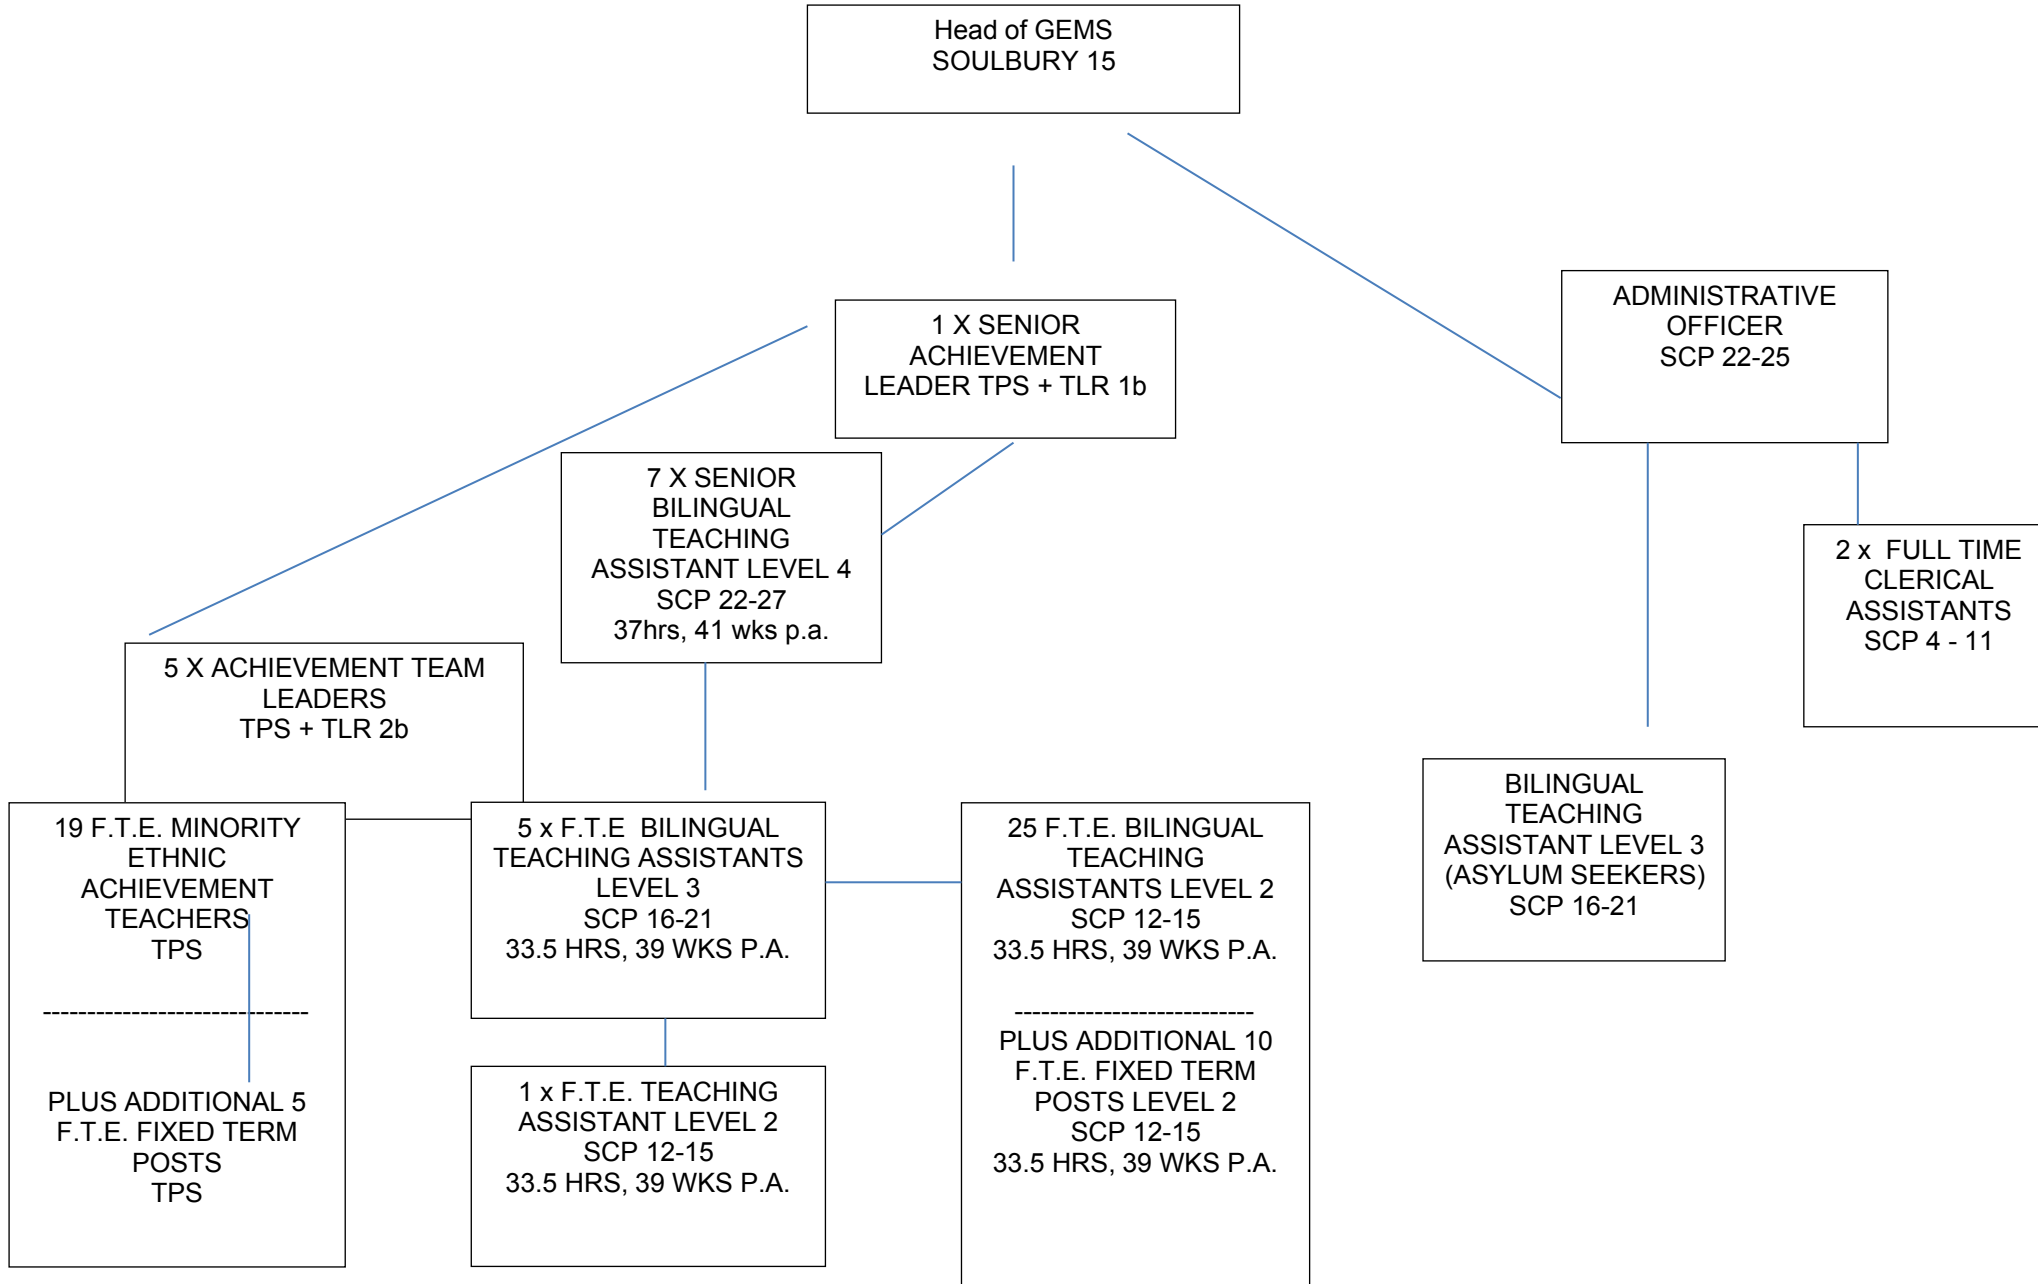 Head of GEMS
SOULBURY 15
1 X SENIOR
ACHIEVEMENT
LEADER TPS + TLR 1b
ADMINISTRATIVE
OFFICER
SCP 22-25
7 X SENIOR
BILINGUAL
TEACHING
ASSISTANT LEVEL 4
SCP 22-27
37hrs, 41 wks p.a.
2 x  FULL TIME
CLERICAL
ASSISTANTS
SCP 4 - 11
5 X ACHIEVEMENT TEAM
LEADERS
TPS + TLR 2b
19 F.T.E. MINORITY
ETHNIC
ACHIEVEMENT
TEACHERS
TPS
------------------------------
PLUS ADDITIONAL 5
F.T.E. FIXED TERM
POSTS
TPS
5 x F.T.E  BILINGUAL
TEACHING ASSISTANTS
LEVEL 3
SCP 16-21
33.5 HRS, 39 WKS P.A.
1 x F.T.E. TEACHING
ASSISTANT LEVEL 2
SCP 12-15
33.5 HRS, 39 WKS P.A.
25 F.T.E. BILINGUAL
TEACHING
ASSISTANTS LEVEL 2
SCP 12-15
33.5 HRS, 39 WKS P.A.
---------------------------
PLUS ADDITIONAL 10
F.T.E. FIXED TERM
POSTS LEVEL 2
SCP 12-15
33.5 HRS, 39 WKS P.A.
BILINGUAL
TEACHING
ASSISTANT LEVEL 3
(ASYLUM SEEKERS)
SCP 16-21